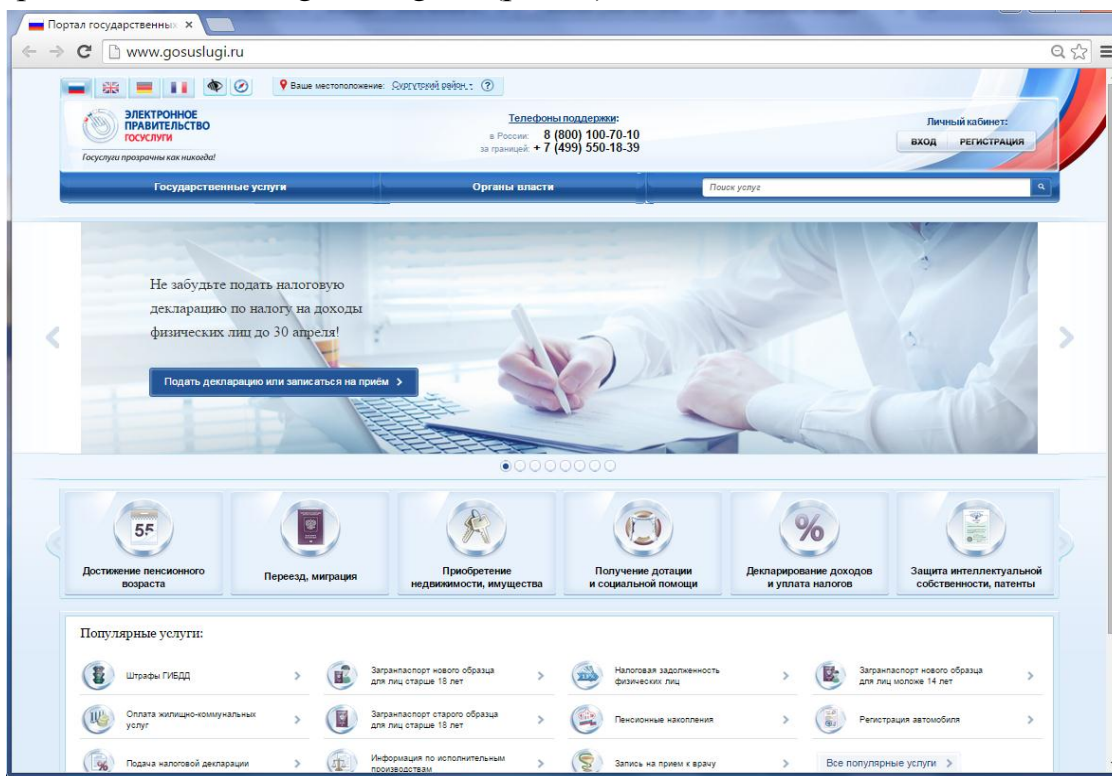 Портал государственных
www.gosuslugi.ru
Ваше местоположение: Сургутский район,
ЭЛЕКТРОННОЕ
ПРАВИТЕЛЬСТВО
ГОСУСЛУГИ
Госуслуги прозрачны как никогда!
Телефоны поддержки:
в России: 8 (800) 100-70-10
за границей: + 7 (499) 550-18-39
Личный кабинет:
ВХОД РЕГИСТРАЦИЯ
Государственные услуги Органы власти Поиск услуг
Не забудьте подать налоговую
декларацию по налогу на доходы
физических лиц до 30 апреля!
Подать декларацию или записаться на приём
55
Достижение пенсионного
возраста
Переезд, миграция
Приобретение
недвижимости, имущества
Получение дотации
и социальной помощи
%
Декларирование доходов
и уплата налогов
Защита интеллектуальной
собственности, патенты
Популярные услуги:
Штрафы ГИБДД
Загранпаспорт нового образца
для лиц старше 18 лет
Налоговая задолженность
физических лиц
Загранпаспорт нового образца
для лиц моложе 14 лет
Оплата жилищно-коммунальных
услуг
Загранпаспорт старого образца
для лиц старше 18 лет
Пенсионные накопления
Регистрация автомобиля
Подача налоговой декларации
Информация по исполнительным
производствам
Запись на прием к врачу
Все популярные услуги